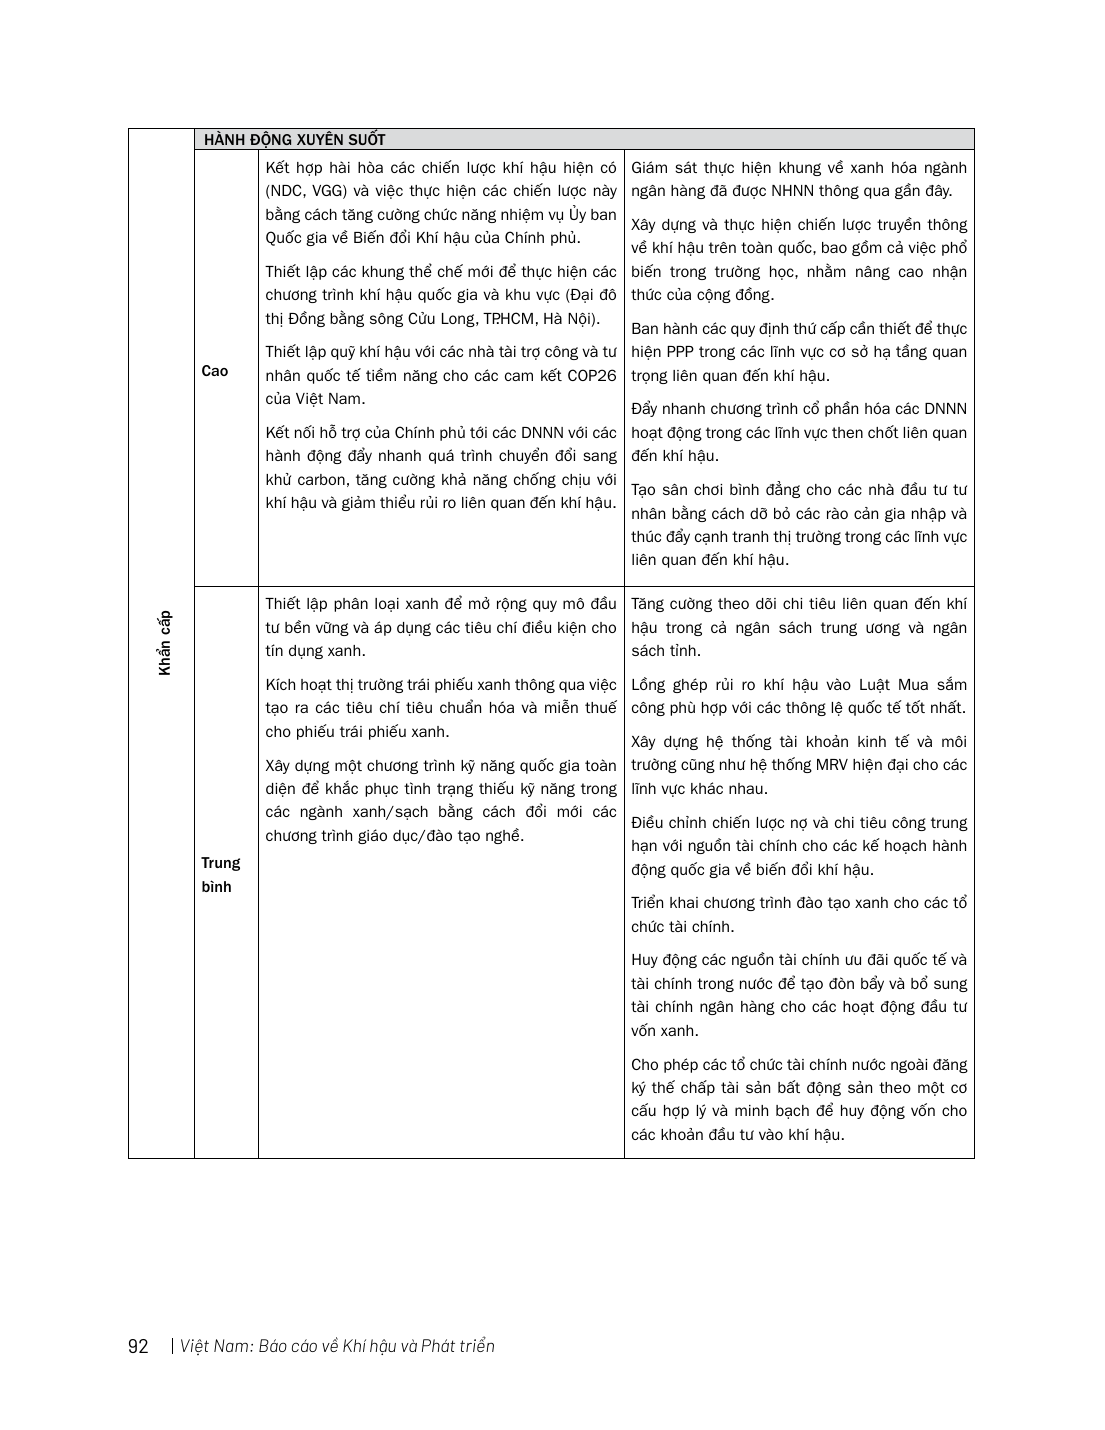 HÀNH ĐỘNG XUYÊN SUỐT
Khẩn cấp
Cao
Kết hợp hài hòa các chiến lược khí hậu hiện có
(NDC, VGG) và việc thực hiện các chiến lược này
bằng cách tăng cường chức năng nhiệm vụ Ủy ban
Quốc gia về Biến đổi Khí hậu của Chính phủ.
Thiết lập các khung thể chế mới để thực hiện các
chương trình khí hậu quốc gia và khu vực (Đại đô
thị Đồng bằng sông Cửu Long, TP.HCM, Hà Nội).
Thiết lập quỹ khí hậu với các nhà tài trợ công và tư
nhân quốc tế tiềm năng cho các cam kết COP26
của Việt Nam.
Kết nối hỗ trợ của Chính phủ tới các DNNN với các
hành động đẩy nhanh quá trình chuyển đổi sang
khử carbon, tăng cường khả năng chống chịu với
khí hậu và giảm thiểu rủi ro liên quan đến khí hậu.
Giám sát thực hiện khung về xanh hóa ngành
ngân hàng đã được NHNN thông qua gần đây.
Xây dựng và thực hiện chiến lược truyền thông
về khí hậu trên toàn quốc, bao gồm cả việc phổ
biến trong trường học, nhằm nâng cao nhận
thức của cộng đồng.
Ban hành các quy định thứ cấp cần thiết để thực
hiện PPP trong các lĩnh vực cơ sở hạ tầng quan
trọng liên quan đến khí hậu.
Đẩy nhanh chương trình cổ phần hóa các DNNN
hoạt động trong các lĩnh vực then chốt liên quan
đến khí hậu.
Tạo sân chơi bình đẳng cho các nhà đầu tư tư
nhân bằng cách dỡ bỏ các rào cản gia nhập và
thúc đẩy cạnh tranh thị trường trong các lĩnh vực
liên quan đến khí hậu.
Trung
bình
Thiết lập phân loại xanh để mở rộng quy mô đầu
tư bền vững và áp dụng các tiêu chí điều kiện cho
tín dụng xanh.
Kích hoạt thị trường trái phiếu xanh thông qua việc
tạo ra các tiêu chí tiêu chuẩn hóa và miễn thuế
cho phiếu trái phiếu xanh.
Xây dựng một chương trình kỹ năng quốc gia toàn
diện để khắc phục tình trạng thiếu kỹ năng trong
các ngành xanh/sạch bằng cách đổi mới các
chương trình giáo dục/đào tạo nghề.
Tăng cường theo dõi chi tiêu liên quan đến khí
hậu trong cả ngân sách trung ương và ngân
sách tỉnh.
Lồng ghép rủi ro khí hậu vào Luật Mua sắm
công phù hợp với các thông lệ quốc tế tốt nhất.
Xây dựng hệ thống tài khoản kinh tế và môi
trường cũng như hệ thống MRV hiện đại cho các
lĩnh vực khác nhau.
Điều chỉnh chiến lược nợ và chi tiêu công trung
hạn với nguồn tài chính cho các kế hoạch hành
động quốc gia về biến đổi khí hậu.
Triển khai chương trình đào tạo xanh cho các tổ
chức tài chính.
Huy động các nguồn tài chính ưu đãi quốc tế và
tài chính trong nước để tạo đòn bẩy và bổ sung
tài chính ngân hàng cho các hoạt động đầu tư
vốn xanh.
Cho phép các tổ chức tài chính nước ngoài đăng
ký thế chấp tài sản bất động sản theo một cơ
cấu hợp lý và minh bạch để huy động vốn cho
các khoản đầu tư vào khí hậu.
92 | Việt Nam: Báo cáo về Khí hậu và Phát triển